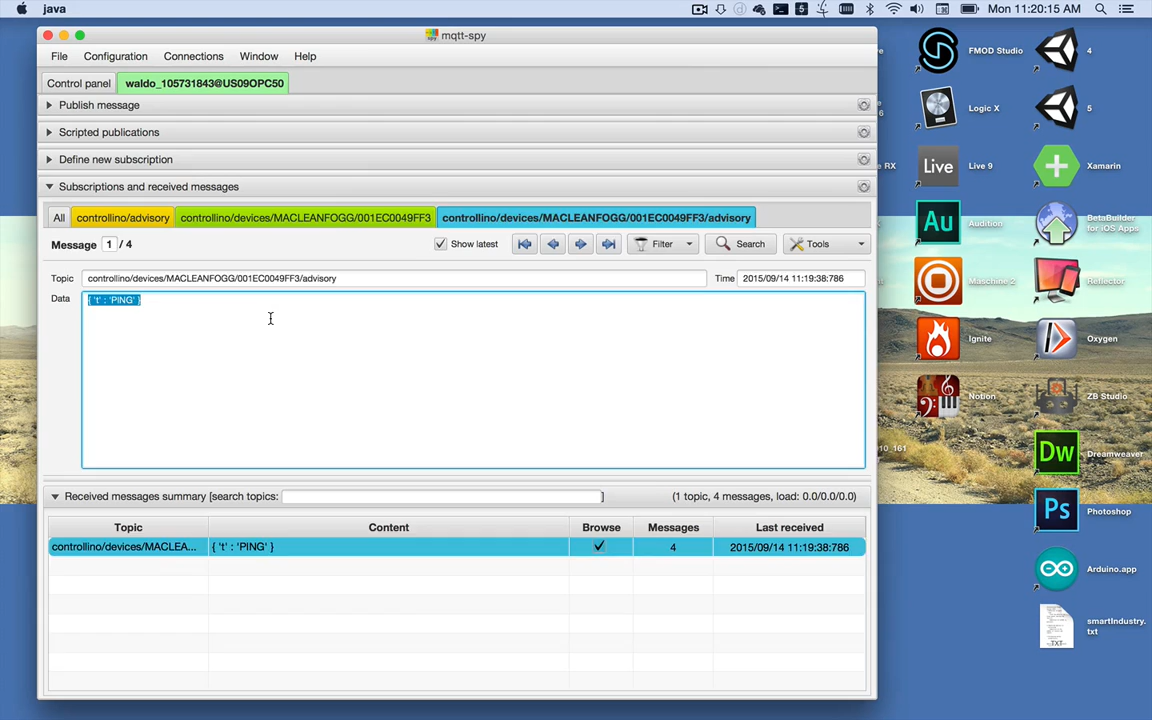 java
5
Mon 11:20:15 AM
mqtt-spy
File Configuration Connections Window Help
Control panel waldo_105731843@US09OPC50
Publish message
Scripted publications
Define new subscription
Subscriptions and received messages
All controllino/advisory controllino/devices/MACLEANFOGG/001EC0049FF3 controllino/devices/MACLEANFOGG/001EC0049FF3/advisory
Message 1 / 4 Show latest Filter Search Tools
Topic controllino/devices/MACLEANFOGG/001EC0049FF3/advisory Time 2015/09/14 11:19:38:786
Data { 't' : 'PING' }
Received messages summary [search topics: ] (1 topic, 4 messages, load: 0.0/0.0/0.0)
Topic Content Browse Messages Last received
controllino/devices/MACLEA... { 't' : 'PING' } 4 2015/09/14 11:19:38:786
FMOD Studio 4
Logic X 5
RX Live Live 9 Xamarin
Au Audition BetaBuilder
for iOS Apps
Maschine 2 Reflector
Ignite Oxygen
Notion ZB Studio
Dw Dreamweaver
Ps Photoshop
Arduino.app
smartIndustry.
txt
TXT